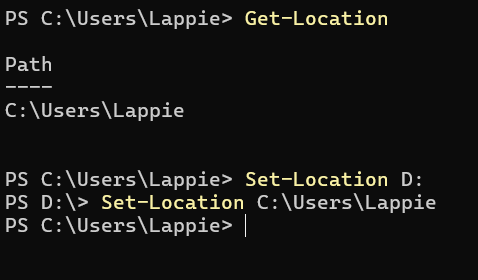 PS C:\Users\Lappie> Get-Location
Path
----
C:\Users\Lappie
PS C:\Users\Lappie> Set-Location D:
PS D:\> Set-Location C:\Users\Lappie
PS C:\Users\Lappie>